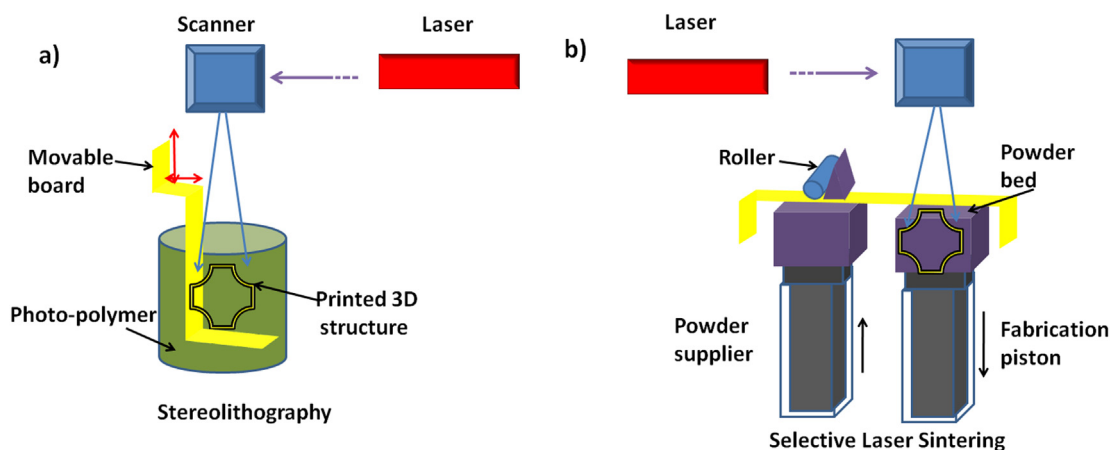 a)
Scanner
Laser
Movable
board
Photo-polymer
Printed 3D
structure
Stereolithography
b)
Laser
Roller
Powder
bed
Powder
supplier
Fabrication
piston
Selective Laser Sintering